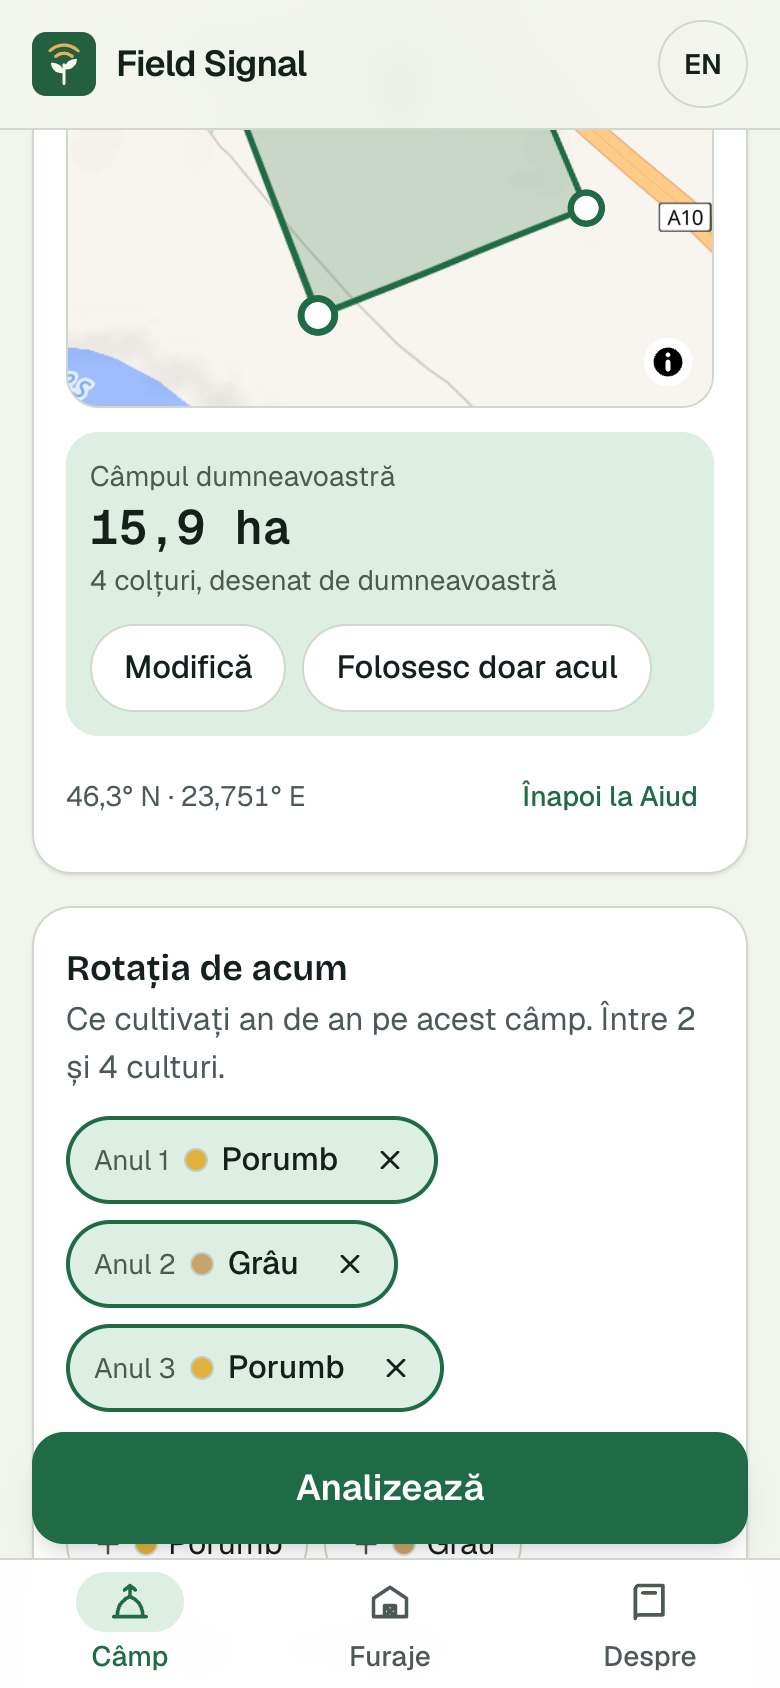 Field Signal
EN
A10
Câmpul dumneavoastră
15,9 ha
4 colțuri, desenat de dumneavoastră
Modifică
Folosesc doar acul
46,3° N · 23,751° E
Înapoi la Aiud
Rotația de acum
Ce cultivați an de an pe acest câmp. Între 2
și 4 culturi.
Anul 1 Porumb ×
Anul 2 Grâu ×
Anul 3 Porumb ×
Analizează
+ Porumb
+ Grâu
Câmp
Furaje
Despre